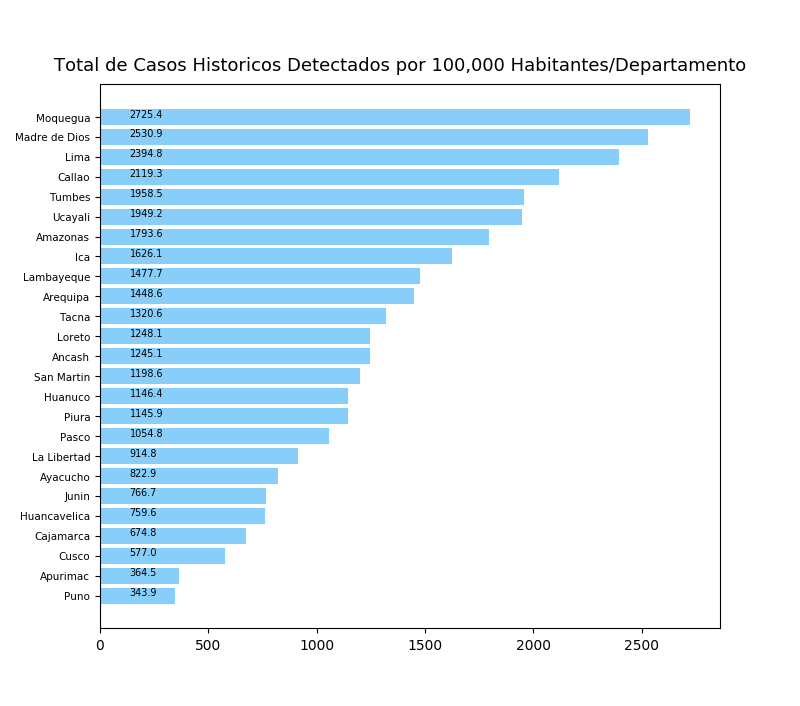 Total de Casos Historicos Detectados por 100,000 Habitantes/Departamento
Moquegua 2725.4
Madre de Dios 2530.9
Lima 2394.8
Callao 2119.3
Tumbes 1958.5
Ucayali 1949.2
Amazonas 1793.6
Ica 1626.1
Lambayeque 1477.7
Arequipa 1448.6
Tacna 1320.6
Loreto 1248.1
Ancash 1245.1
San Martin 1198.6
Huanuco 1146.4
Piura 1145.9
Pasco 1054.8
La Libertad 914.8
Ayacucho 822.9
Junin 766.7
Huancavelica 759.6
Cajamarca 674.8
Cusco 577.0
Apurimac 364.5
Puno 343.9
0 500 1000 1500 2000 2500